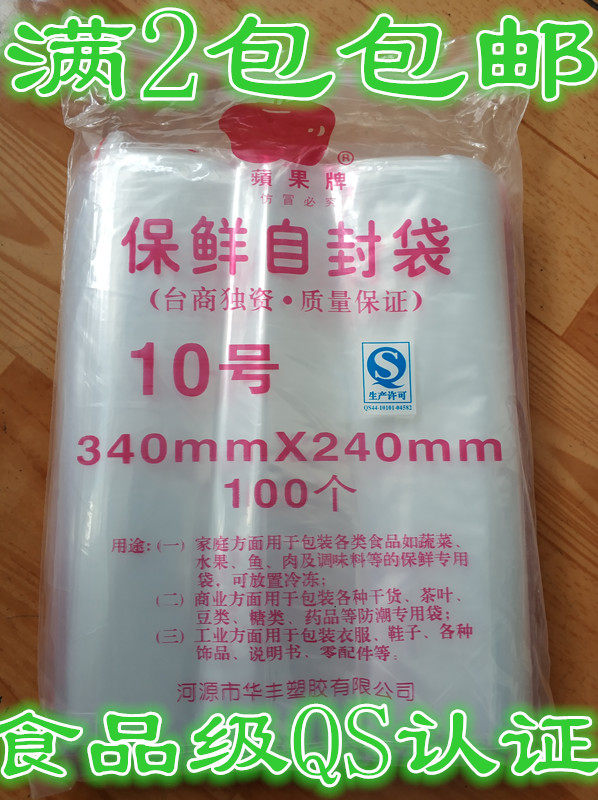 满2包包邮
蘋果牌®
仿冒必究
保鲜自封袋
(台商独资·质量保证)
10号
生产许可
QS44-10101-04582
340mmX240mm
100个
用途:(一) 家庭方面用于包装各类食品如蔬菜、
水果、鱼、肉及调味料等的保鲜专用
袋,可放置冷冻;
(二) 商业方面用于包装各种干货、茶叶、
豆类、糖类、药品等防潮专用袋;
(三) 工业方面用于包装衣服、鞋子、各种
饰品、说明书、零配件等。
河源市华丰塑胶有限公司
食品级QS认证